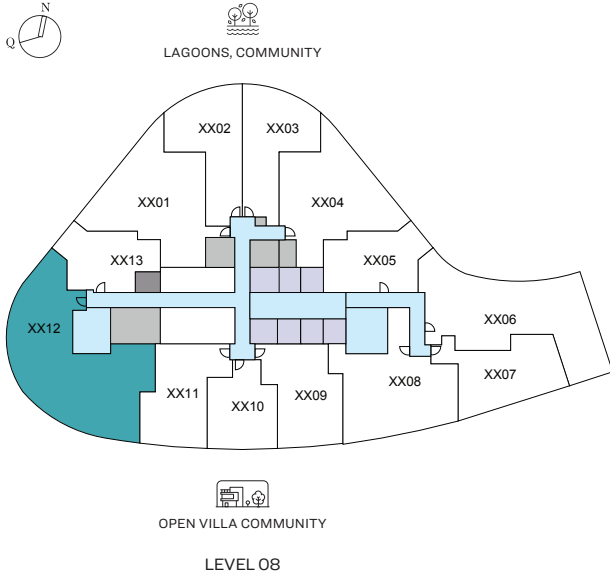 N
Q
LAGOONS, COMMUNITY
XX02
XX03
XX01
XX04
XX13
XX05
XX12
XX06
XX11
XX10
XX09
XX08
XX07
OPEN VILLA COMMUNITY
LEVEL 08